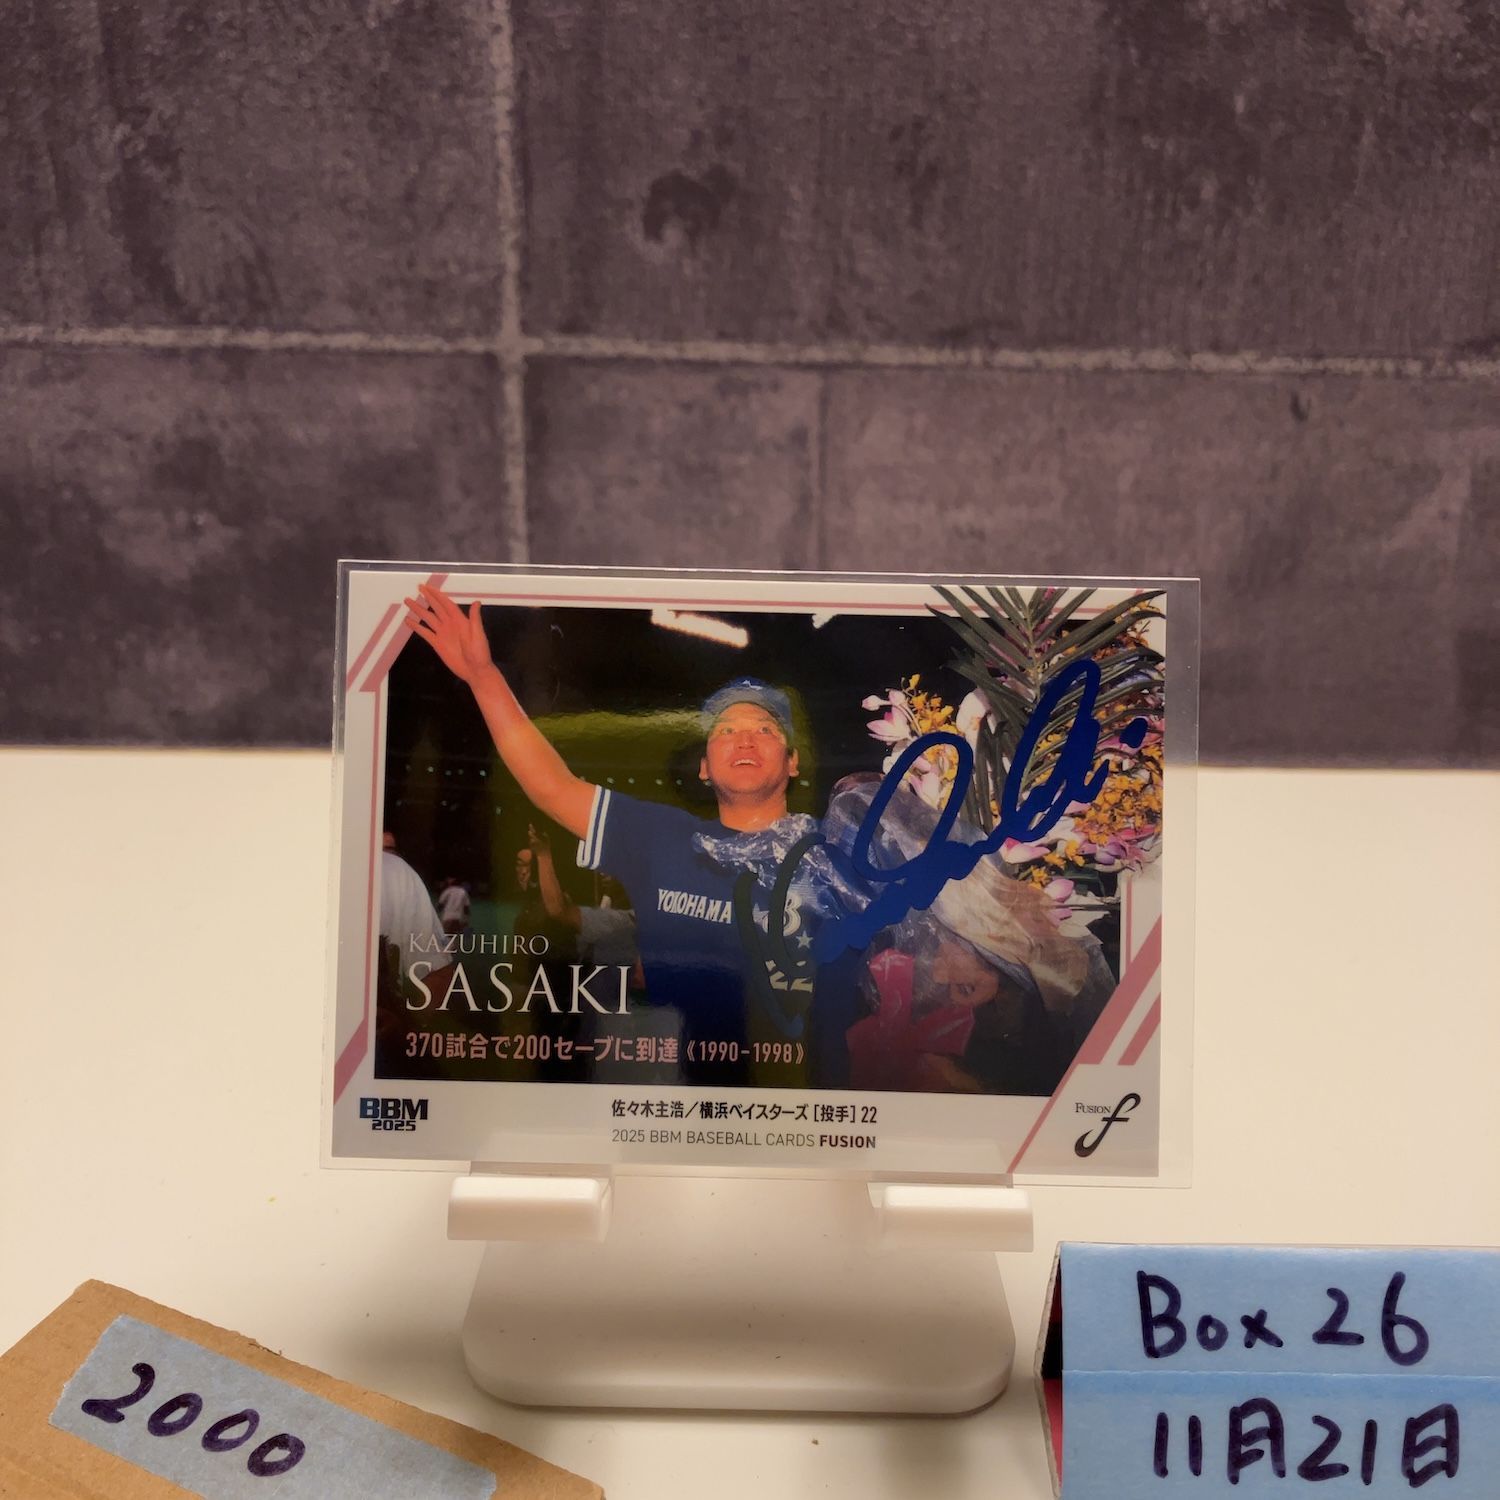 YOKOHAMA
22
KAZUHIRO
SASAKI
370試合で200セーブに到達《1990-1998》
BBM
2025
佐々木主浩／横浜ベイスターズ [投手] 22
2025 BBM BASEBALL CARDS FUSION
FUSION f
2000
Box 26
11月21日